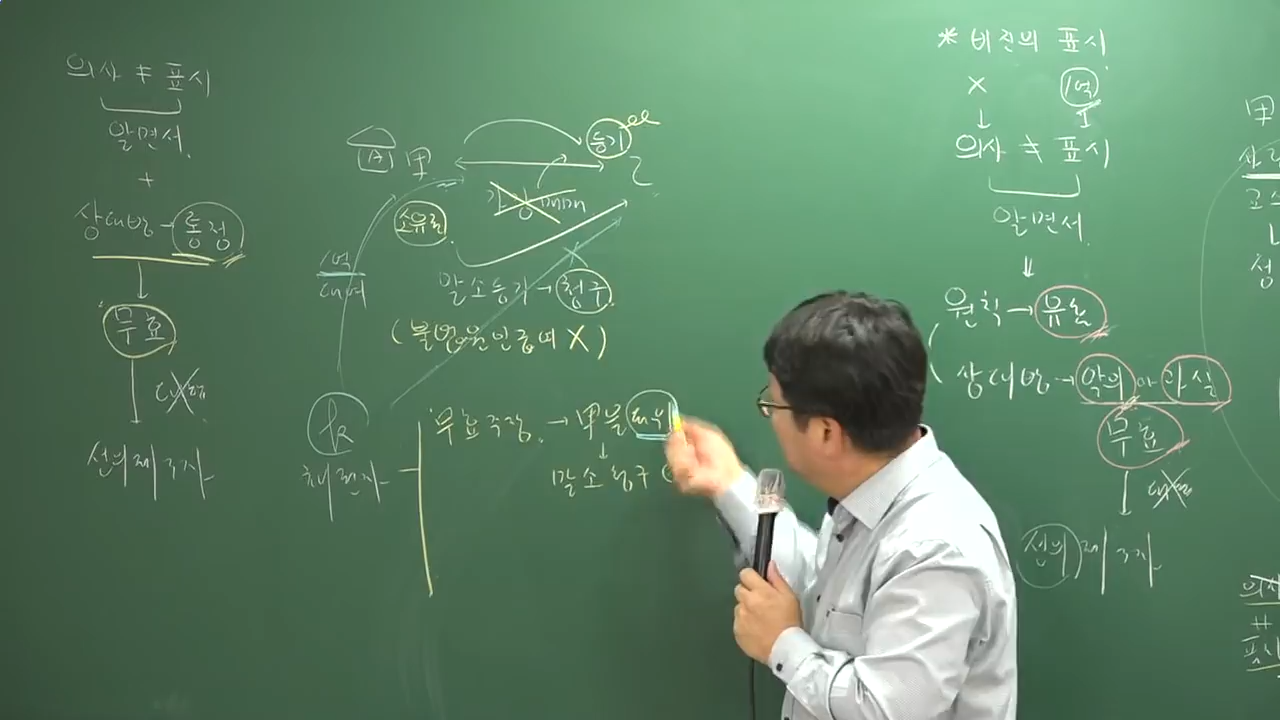 의사 ≠ 표시
알면서
+
상대방 - 통정
↓
무효
↓
선의 제3자
A 甲
등기
乙
소유권
1억
대여
말소등기 → 청구
(불법원인급여 X)
채권자
무효 주장 → 甲을 대위
↓
말소청구
* 비진의 표시
X 1억
↓ ↓
의사 ≠ 표시
알면서
⇓
원칙 → 유효
상대방 → 악의 or 과실
무효
↓
선의 제3자
甲